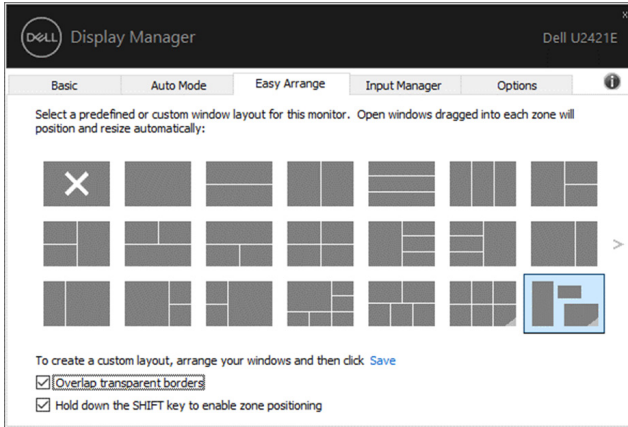 DELL Display Manager
Dell U2421E
Basic
Auto Mode
Easy Arrange
Input Manager
Options
Select a predefined or custom window layout for this monitor. Open windows dragged into each zone will
position and resize automatically:
To create a custom layout, arrange your windows and then click Save
Overlap transparent borders
Hold down the SHIFT key to enable zone positioning